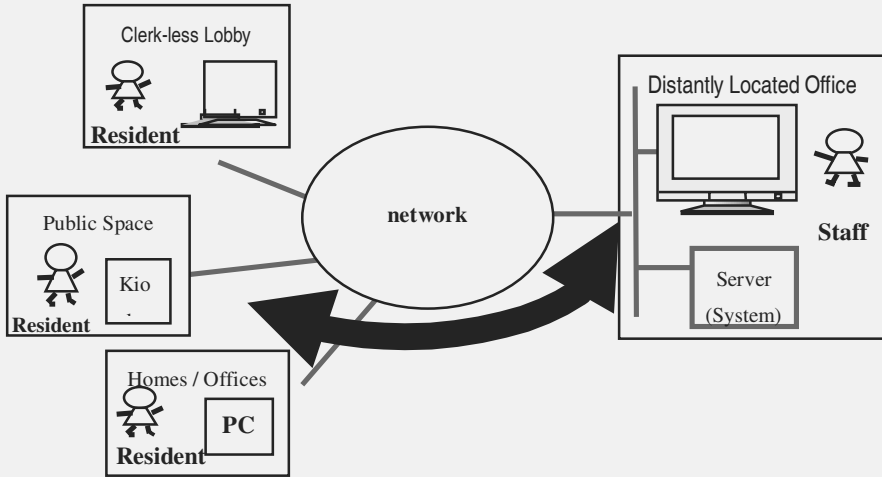 Clerk-less Lobby
Resident
Public Space
Kio
Resident
Homes / Offices
PC
Resident
network
Distantly Located Office
Staff
Server
(System)